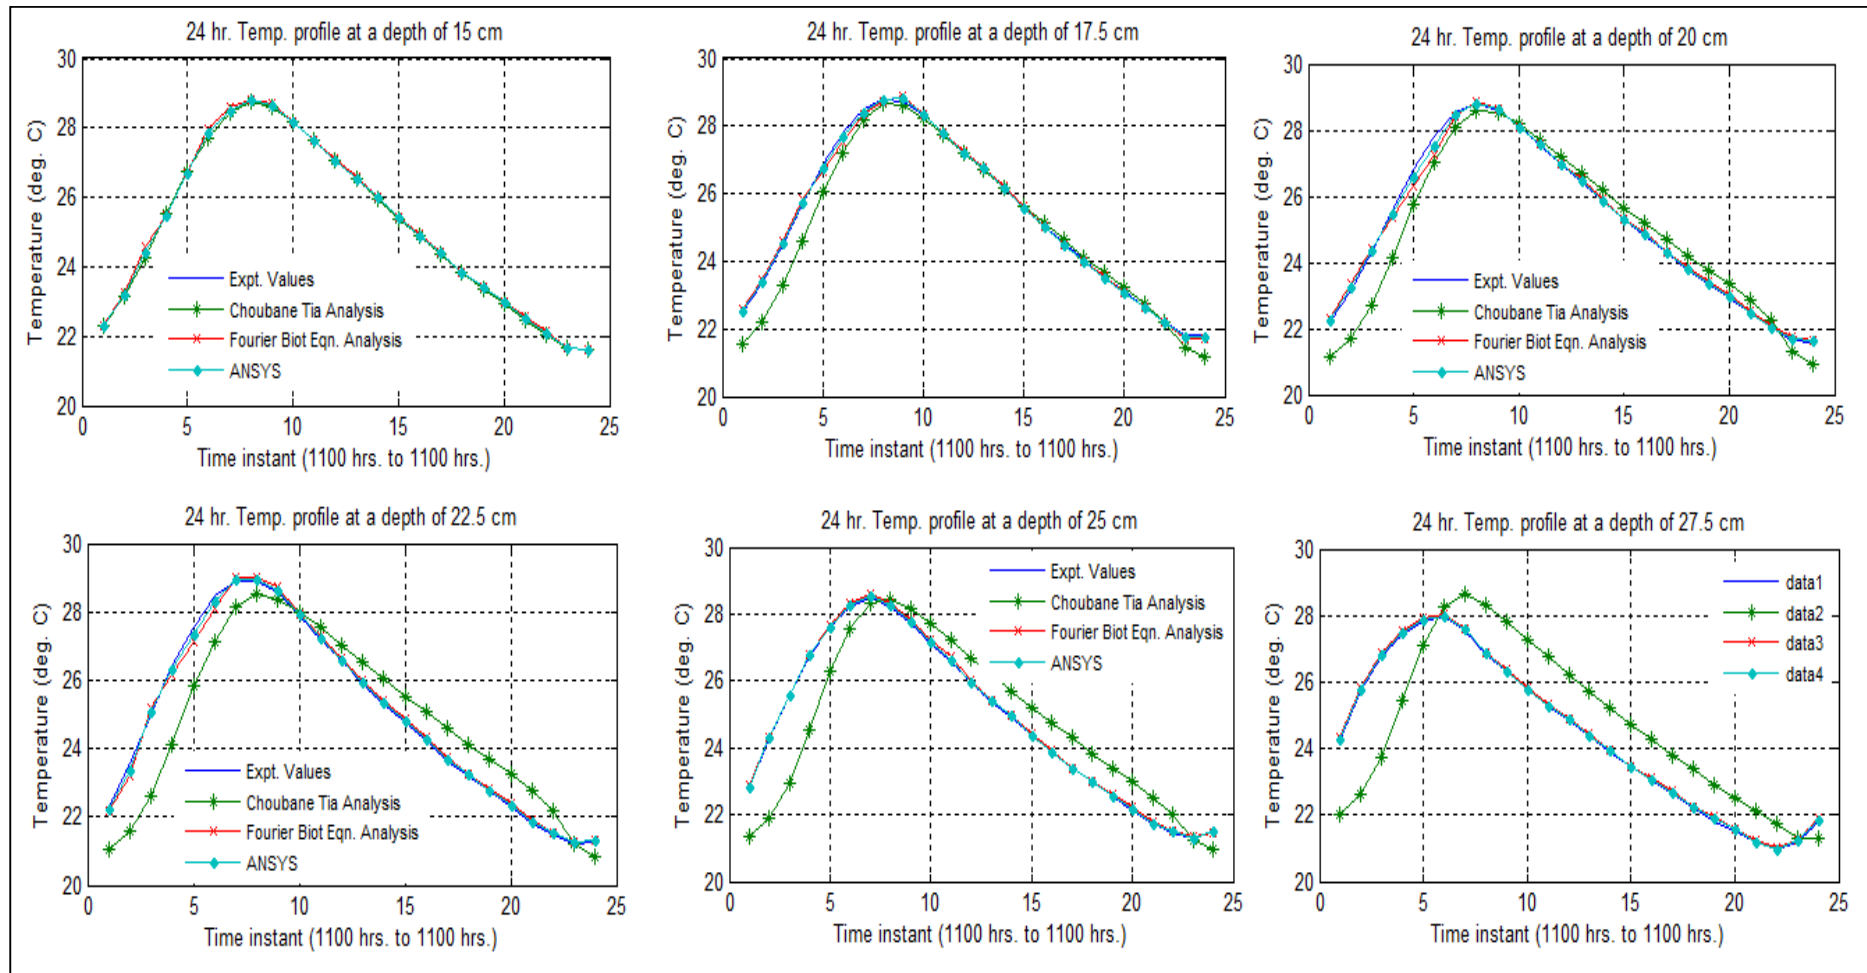 24 hr. Temp. profile at a depth of 15 cm
Temperature (deg. C)
30
28
26
24
22
20
Expt. Values
Choubane Tia Analysis
Fourier Biot Eqn. Analysis
ANSYS
0 5 10 15 20 25
Time instant (1100 hrs. to 1100 hrs.)
24 hr. Temp. profile at a depth of 17.5 cm
Temperature (deg. C)
30
28
26
24
22
20
Expt. Values
Choubane Tia Analysis
Fourier Biot Eqn. Analysis
ANSYS
0 5 10 15 20 25
Time instant (1100 hrs. to 1100 hrs.)
24 hr. Temp. profile at a depth of 20 cm
Temperature (deg. C)
30
28
26
24
22
20
Expt. Values
Choubane Tia Analysis
Fourier Biot Eqn. Analysis
ANSYS
0 5 10 15 20 25
Time instant (1100 hrs. to 1100 hrs.)
24 hr. Temp. profile at a depth of 22.5 cm
Temperature (deg. C)
30
28
26
24
22
20
Expt. Values
Choubane Tia Analysis
Fourier Biot Eqn. Analysis
ANSYS
0 5 10 15 20 25
Time instant (1100 hrs. to 1100 hrs.)
24 hr. Temp. profile at a depth of 25 cm
Temperature (deg. C)
30
28
26
24
22
20
Expt. Values
Choubane Tia Analysis
Fourier Biot Eqn. Analysis
ANSYS
0 5 10 15 20 25
Time instant (1100 hrs. to 1100 hrs.)
24 hr. Temp. profile at a depth of 27.5 cm
Temperature (deg. C)
30
28
26
24
22
20
data1
data2
data3
data4
0 5 10 15 20 25
Time instant (1100 hrs. to 1100 hrs.)